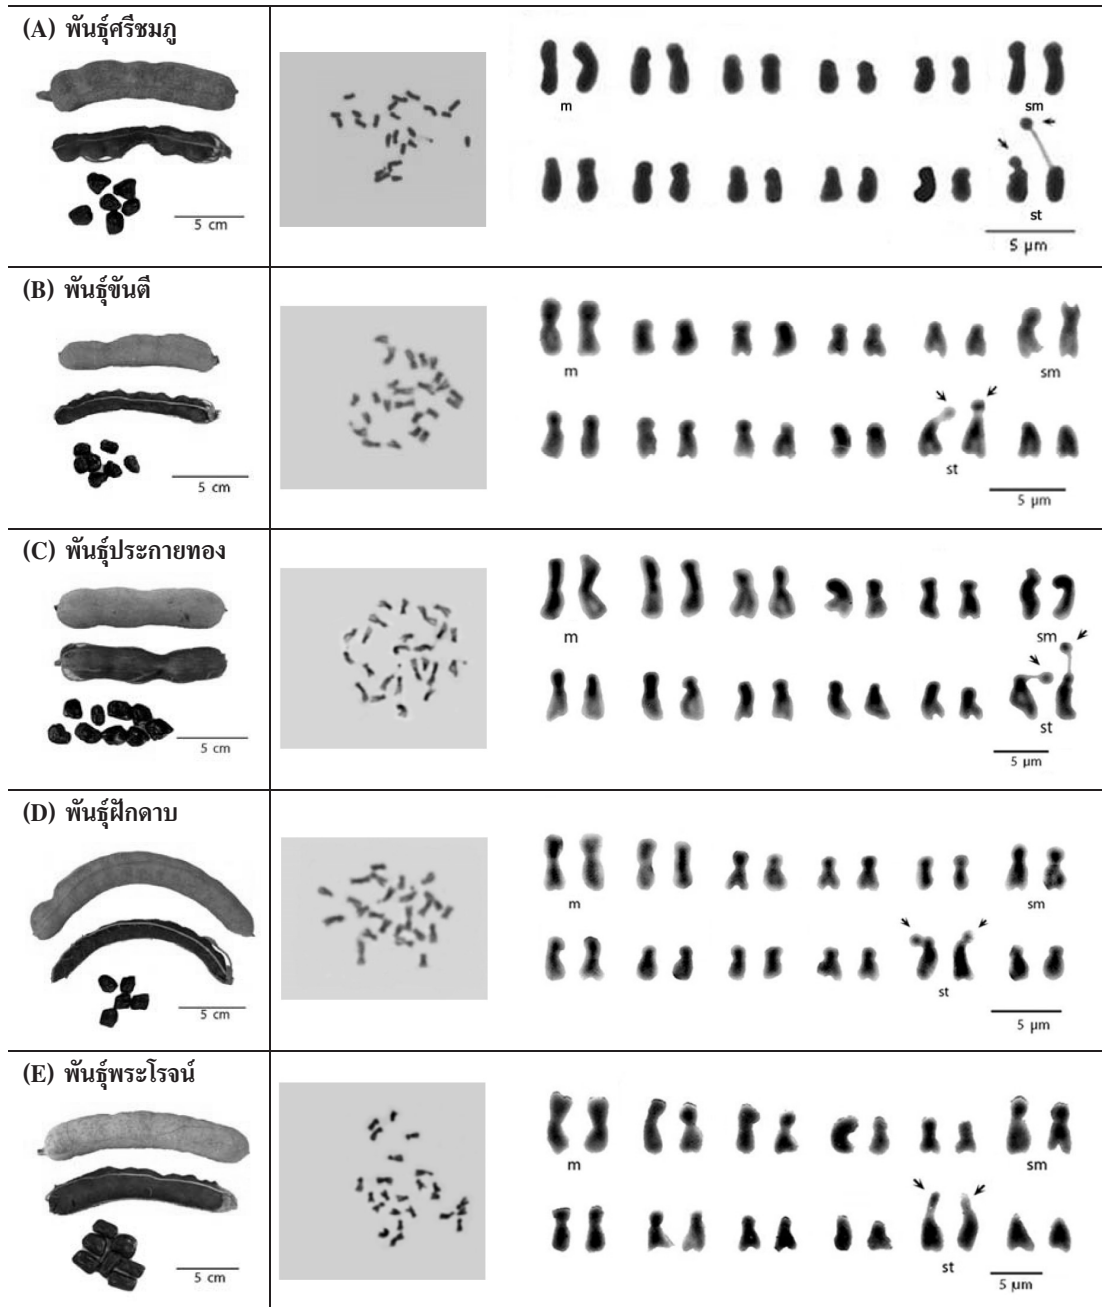 (A) พันธุ์ศรีชมภู
5 cm
m
sm
st
5 µm
(B) พันธุ์ขันตี
5 cm
m
sm
st
5 µm
(C) พันธุ์ประกายทอง
5 cm
m
sm
st
5 µm
(D) พันธุ์ฝักดาบ
5 cm
m
sm
st
5 µm
(E) พันธุ์พระโรจน์
5 cm
m
sm
st
5 µm